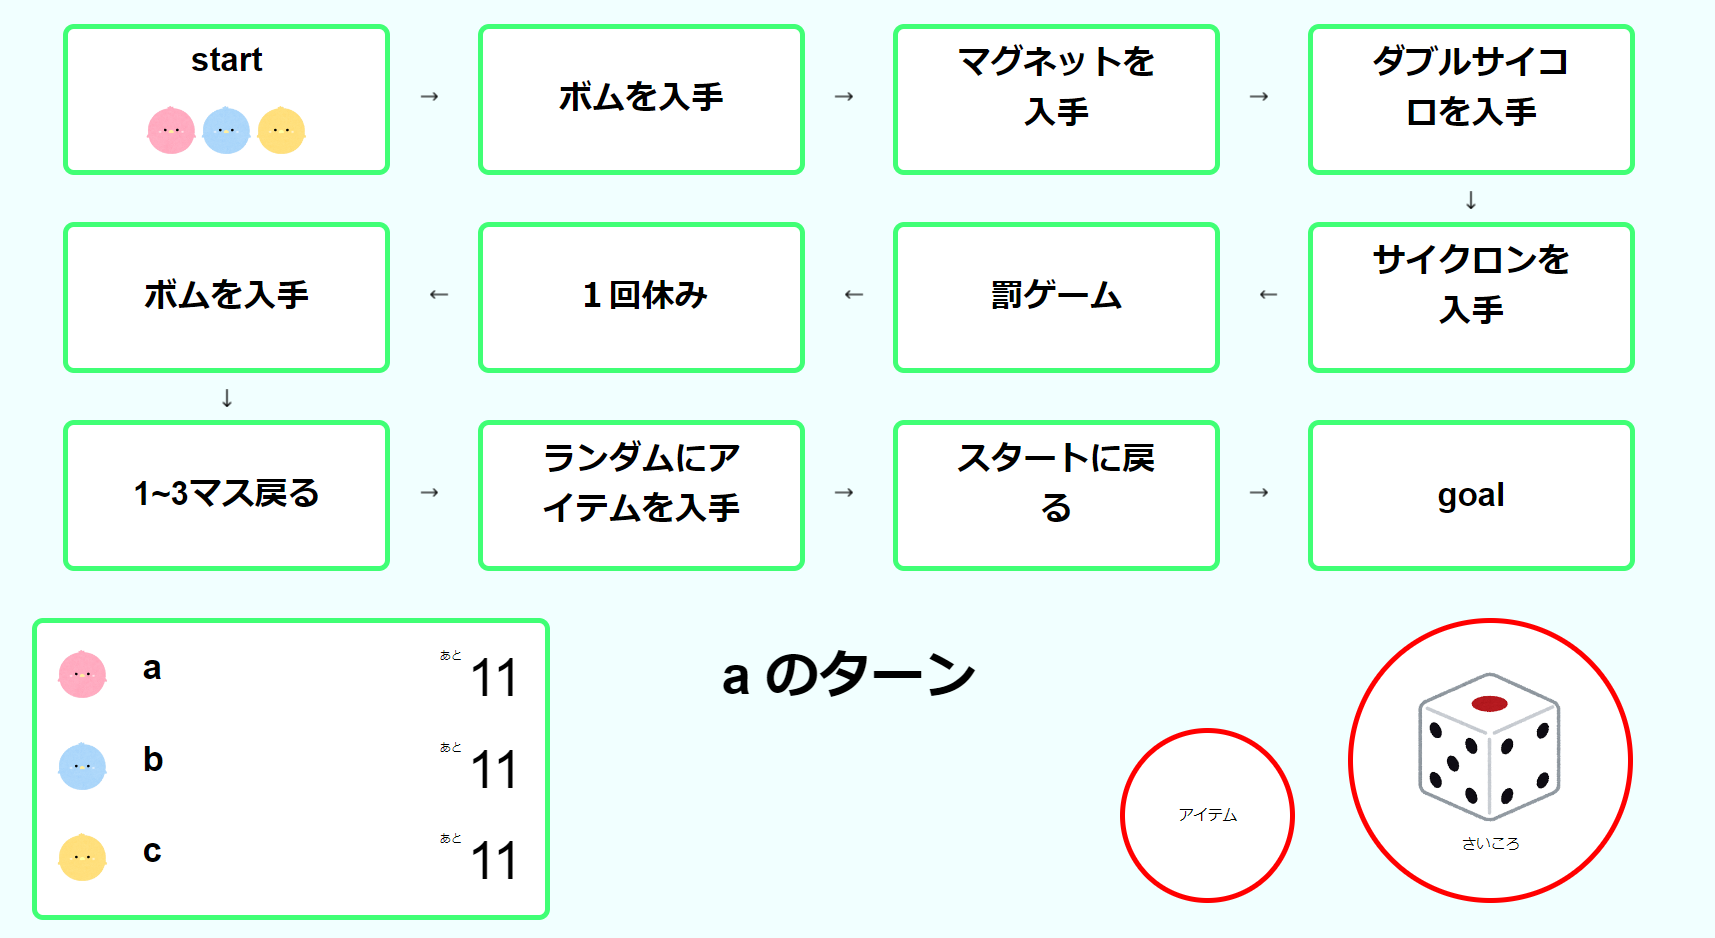 start
→
ボムを入手
→
マグネットを
入手
→
ダブルサイコ
ロを入手
↓
サイクロンを
入手
←
罰ゲーム
←
１回休み
←
ボムを入手
↓
1~3マス戻る
→
ランダムにア
イテムを入手
→
スタートに戻
る
→
goal
a あと 11
b あと 11
c あと 11
a のターン
アイテム
さいころ